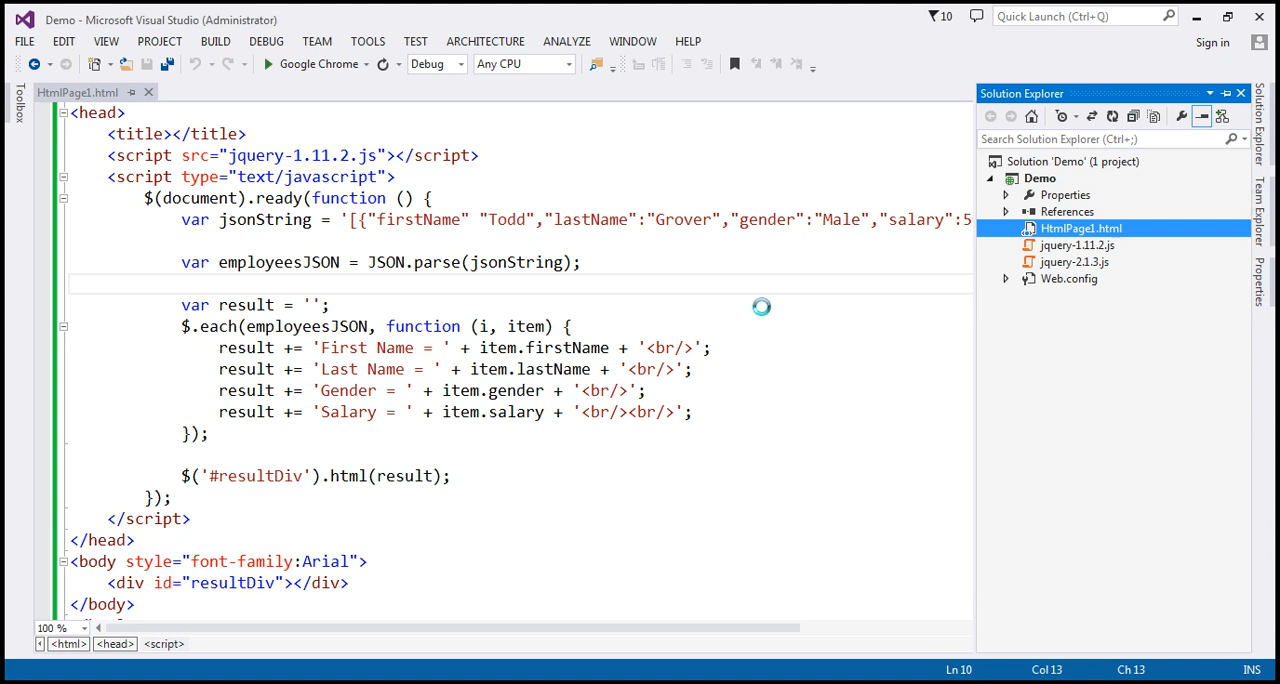 Demo - Microsoft Visual Studio (Administrator)
10
Quick Launch (Ctrl+Q)
FILE EDIT VIEW PROJECT BUILD DEBUG TEAM TOOLS TEST ARCHITECTURE ANALYZE WINDOW HELP
Sign in
Google Chrome Debug Any CPU
Toolbox
HtmlPage1.html
<head>
<title></title>
<script src="jquery-1.11.2.js"></script>
<script type="text/javascript">
$(document).ready(function () {
var jsonString = '[{"firstName" "Todd","lastName":"Grover","gender":"Male","salary":5
var employeesJSON = JSON.parse(jsonString);
var result = '';
$.each(employeesJSON, function (i, item) {
result += 'First Name = ' + item.firstName + '<br/>';
result += 'Last Name = ' + item.lastName + '<br/>';
result += 'Gender = ' + item.gender + '<br/>';
result += 'Salary = ' + item.salary + '<br/><br/>';
});
$('#resultDiv').html(result);
});
</script>
</head>
<body style="font-family:Arial">
<div id="resultDiv"></div>
</body>
100 %
<html> <head> <script>
Solution Explorer
Search Solution Explorer (Ctrl+;)
Solution 'Demo' (1 project)
Demo
Properties
References
HtmlPage1.html
jquery-1.11.2.js
jquery-2.1.3.js
Web.config
Solution Explorer
Team Explorer
Properties
Ln 10 Col 13 Ch 13 INS